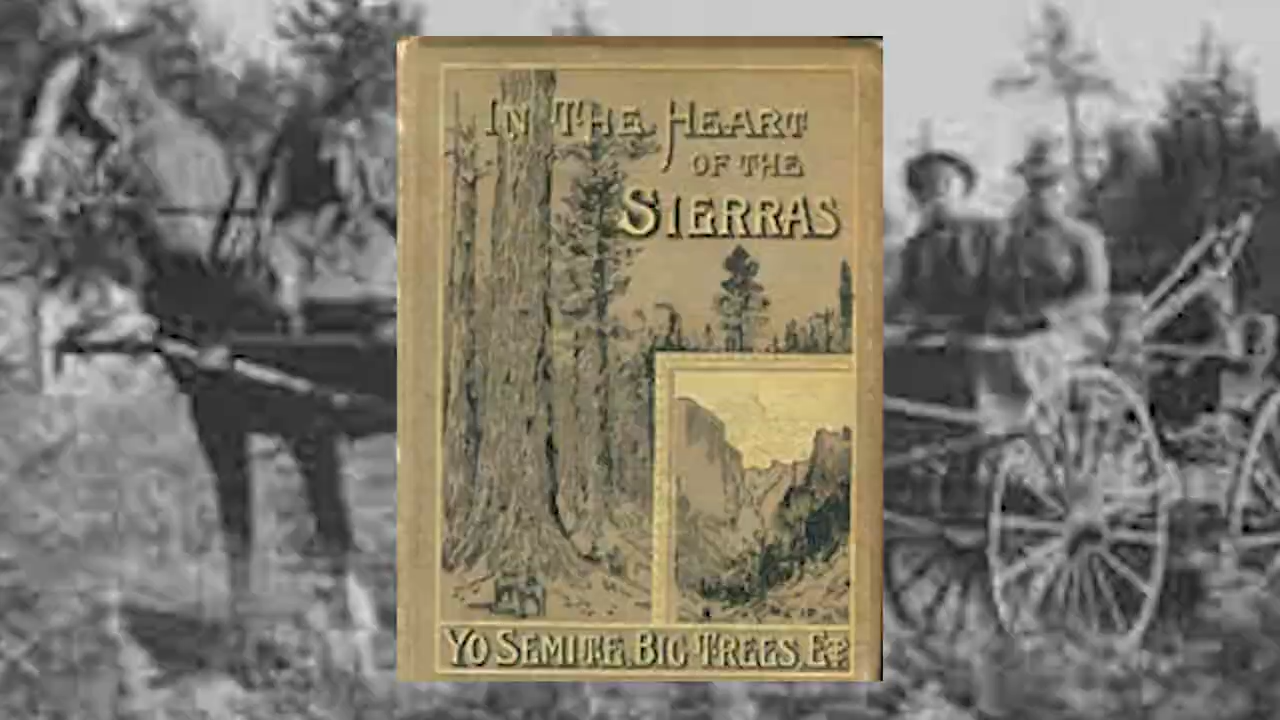 IN THE HEART
OF THE
SIERRAS
YO SEMITE, BIG TREES, ETC